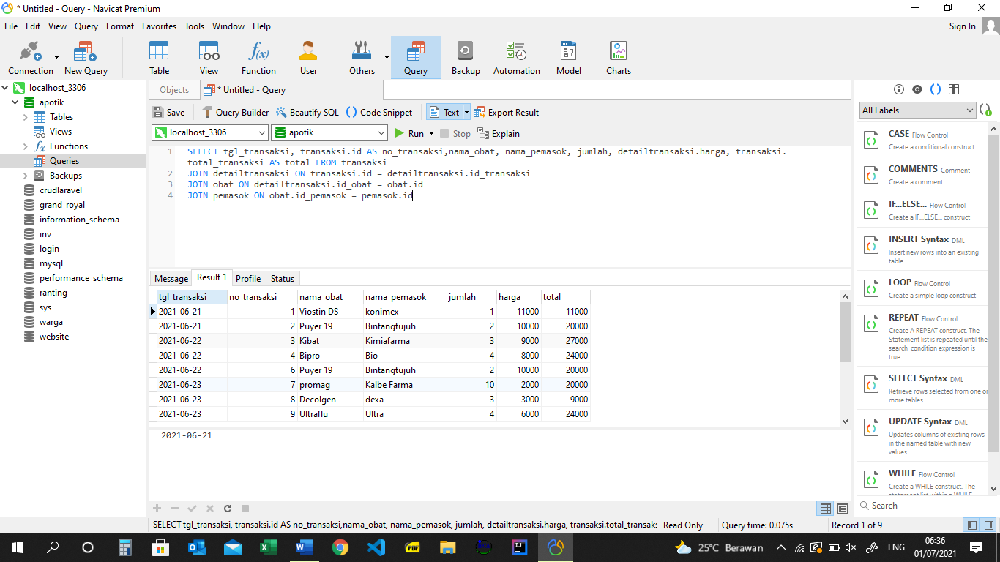 * Untitled - Query - Navicat Premium
File Edit View Query Format Favorites Tools Window Help
Sign In
Connection New Query Table View Function User Others Query Backup Automation Model Charts
f(x)
localhost_3306
apotik
Tables
Views
Functions
Queries
Backups
crudlaravel
grand_royal
information_schema
inv
login
mysql
performance_schema
ranting
sys
warga
website
Objects * Untitled - Query
Save Query Builder Beautify SQL () Code Snippet Text Export Result
localhost_3306 apotik Run Stop Explain
1 SELECT tgl_transaksi, transaksi.id AS no_transaksi,nama_obat, nama_pemasok, jumlah, detailtransaksi.harga, transaksi.
total_transaksi AS total FROM transaksi
2 JOIN detailtransaksi ON transaksi.id = detailtransaksi.id_transaksi
3 JOIN obat ON detailtransaksi.id_obat = obat.id
4 JOIN pemasok ON obat.id_pemasok = pemasok.id
Message Result 1 Profile Status
tgl_transaksi no_transaksi nama_obat nama_pemasok jumlah harga total
2021-06-21 1 Viostin DS konimex 1 11000 11000
2021-06-21 2 Puyer 19 Bintangtujuh 2 10000 20000
2021-06-22 3 Kibat Kimiafarma 3 9000 27000
2021-06-22 4 Bipro Bio 4 8000 24000
2021-06-22 6 Puyer 19 Bintangtujuh 2 10000 20000
2021-06-23 7 promag Kalbe Farma 10 2000 20000
2021-06-23 8 Decolgen dexa 3 3000 9000
2021-06-23 9 Ultraflu Ultra 4 6000 24000
2021-06-21
All Labels
CASE Flow Control
Create a conditional construct
COMMENTS Comment
Create a comment
IF...ELSE... Flow Control
Create a IF...ELSE... construct
INSERT Syntax DML
Insert new rows into an existing
table
LOOP Flow Control
Create a simple loop construct
REPEAT Flow Control
Create A REPEAT construct. The
Statement list is repeated until the
search_condition expression is
true.
SELECT Syntax DML
Retrieve rows selected from one or
more tables
UPDATE Syntax DML
Updates columns of existing rows
in the named table with new
values
WHILE Flow Control
Create a WHILE construct. The
statement list within a WHILE
Search
SELECT tgl_transaksi, transaksi.id AS no_transaksi,nama_obat, nama_pemasok, jumlah, detailtransaksi.harga, transaksi.total_transaks Read Only Query time: 0.075s Record 1 of 9
25°C Berawan ENG 06:36
01/07/2021